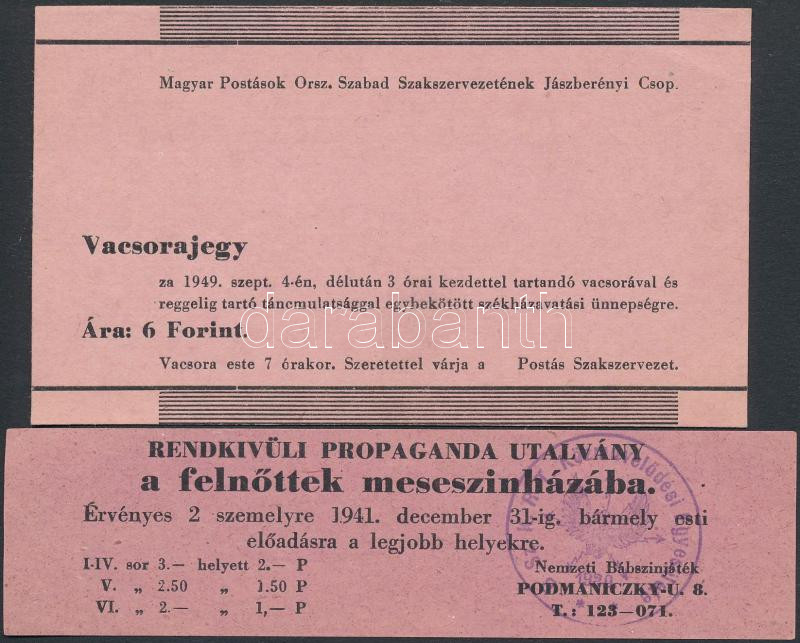 Magyar Postások Orsz. Szabad Szakszervezetének Jászberényi Csop.
Vacsorajegy
za 1949. szept. 4-én, délután 3 órai kezdettel tartandó vacsorával és
reggelig tartó táncmulatsággal egybekötött székházavatási ünnepségre.
Ára: 6 Forint.
darabanth
Vacsora este 7 órakor. Szeretettel várja a Postás Szakszervezet.
RENDKIVÜLI PROPAGANDA UTALVÁNY
a felnőttek meseszinházába.
Érvényes 2 szemelyre 1941. december 31-ig. bármely esti
előadásra a legjobb helyekre.
I-IV. sor 3.— helyett 2.— P
V. „ 2.50 „ 1.50 P
VI. „ 2.— „ 1,— P
Nemzeti Bábszinjáték
PODMANICZKY-U. 8.
T.: 123—071.
1920